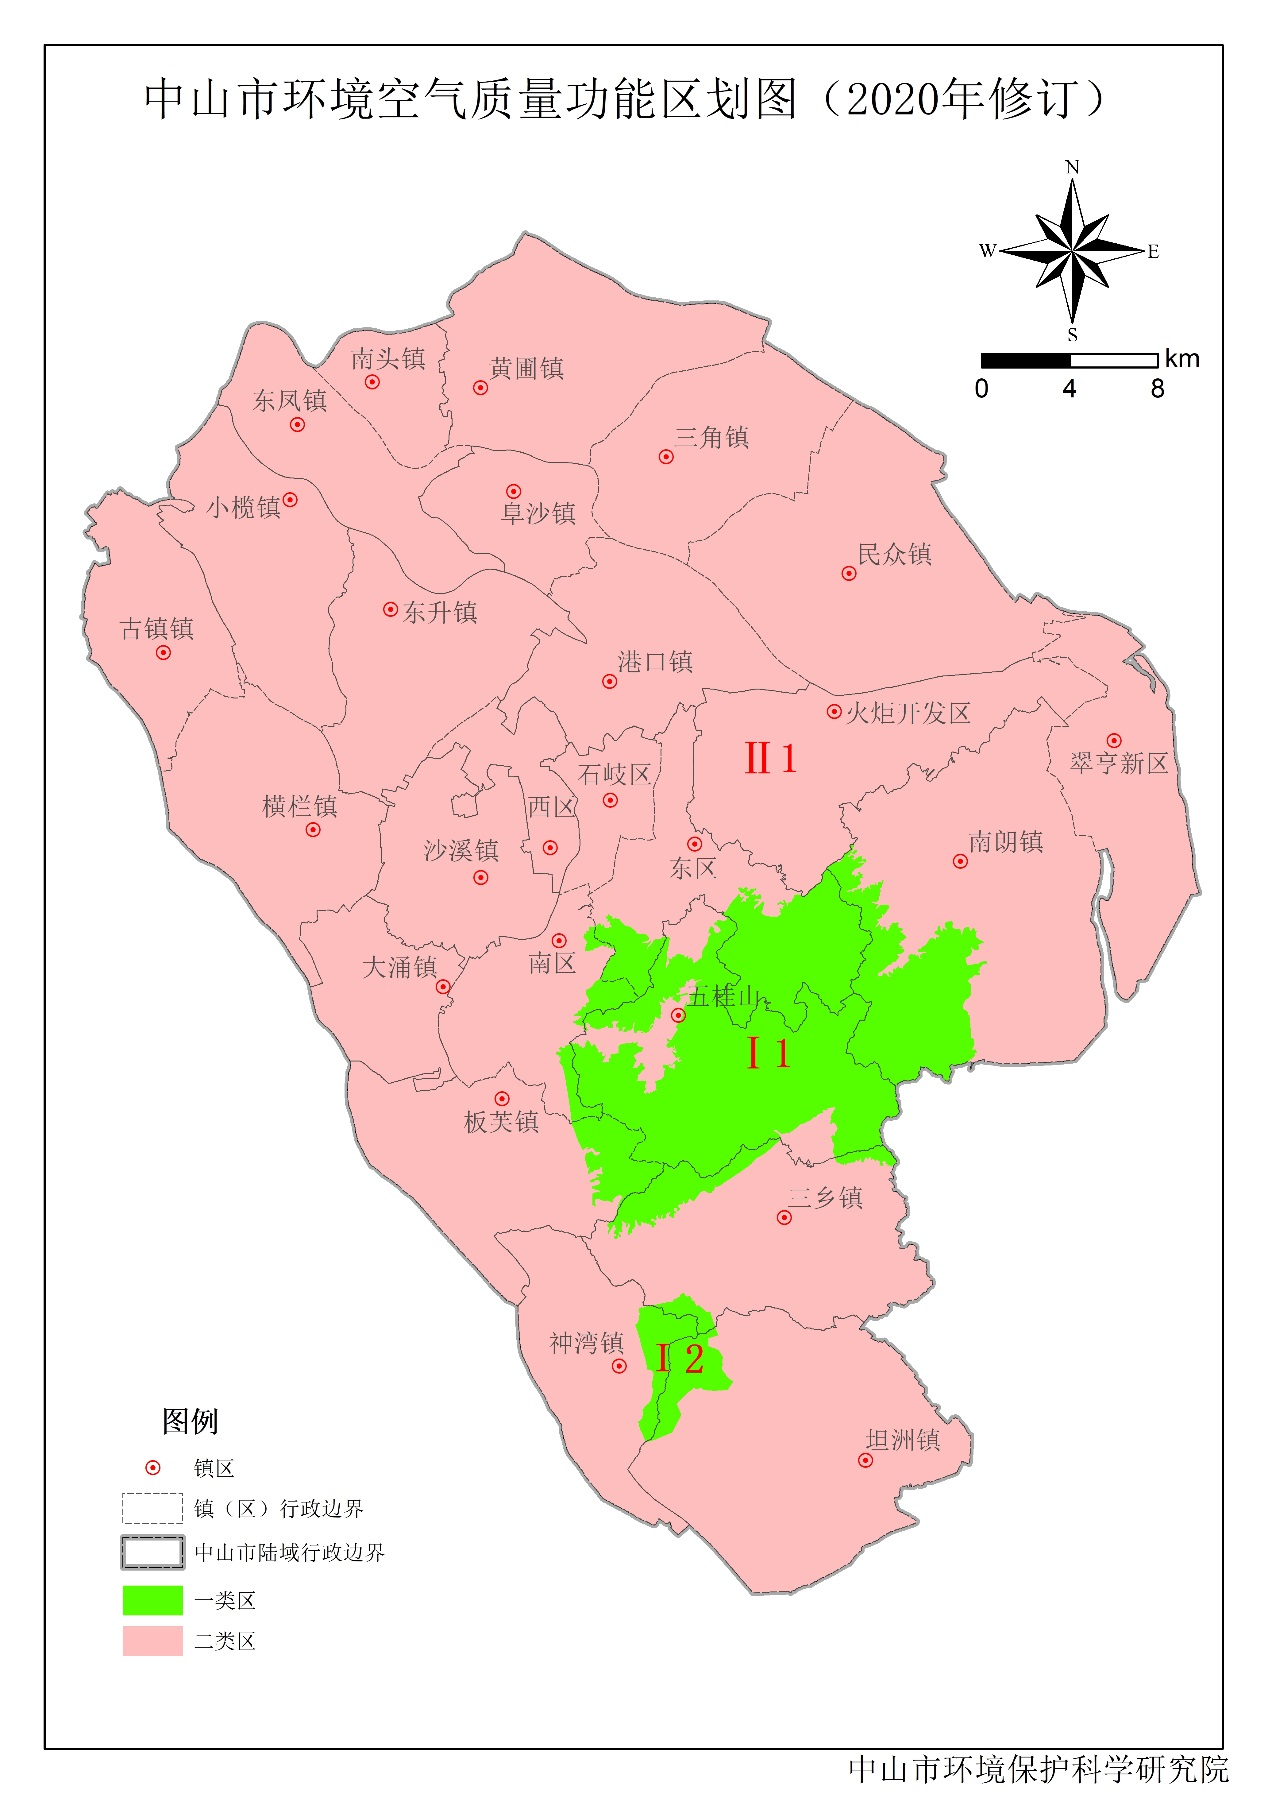 中山市环境空气质量功能区划图（2020年修订）
N
W
E
S
km
0
4
8
南头镇
黄圃镇
东凤镇
三角镇
小榄镇
阜沙镇
民众镇
东升镇
古镇镇
港口镇
火炬开发区
II 1
翠亨新区
石岐区
横栏镇
西区
南朗镇
沙溪镇
东区
大涌镇
南区
五桂山
I 1
板芙镇
三乡镇
神湾镇
I 2
坦洲镇
图例
镇区
镇（区）行政边界
中山市陆域行政边界
一类区
二类区
中山市环境保护科学研究院